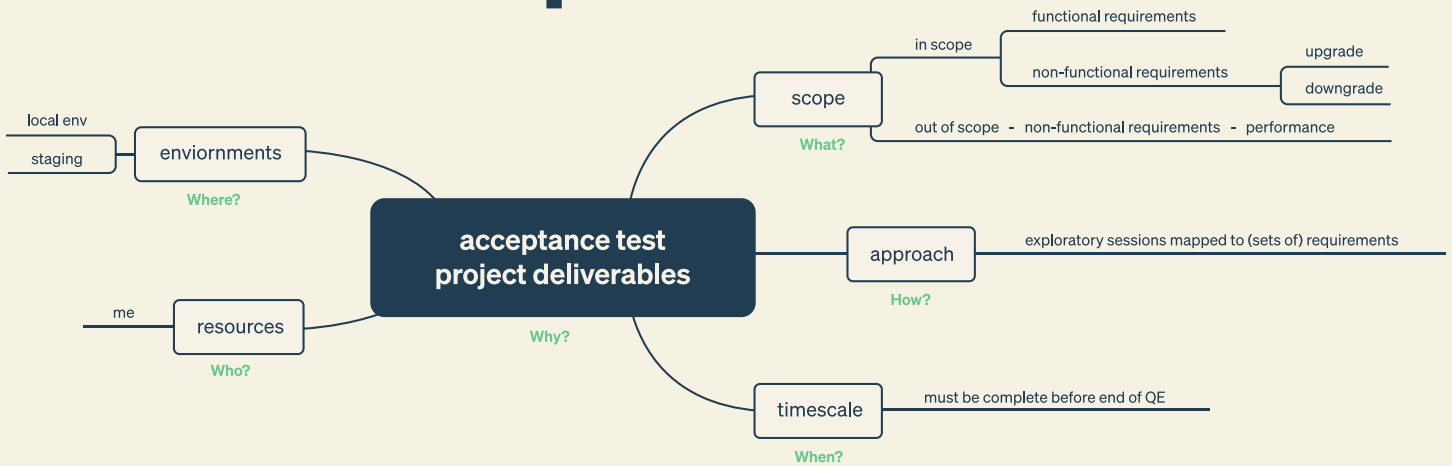 acceptance test
project deliverables
Why?
scope
What?
in scope
functional requirements
non-functional requirements
upgrade
downgrade
out of scope - non-functional requirements - performance
approach
How?
exploratory sessions mapped to (sets of) requirements
timescale
When?
must be complete before end of QE
enviornments
Where?
local env
staging
resources
Who?
me